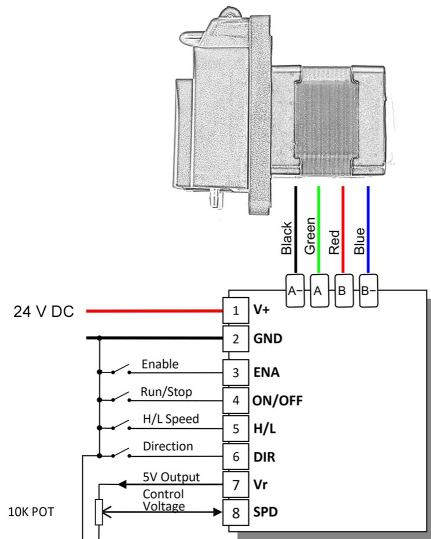 Black Green Red Blue
A– A B B–
24 V DC 1 V+
2 GND
Enable 3 ENA
Run/Stop 4 ON/OFF
H/L Speed 5 H/L
Direction 6 DIR
5V Output 7 Vr
Control
Voltage
10K POT 8 SPD